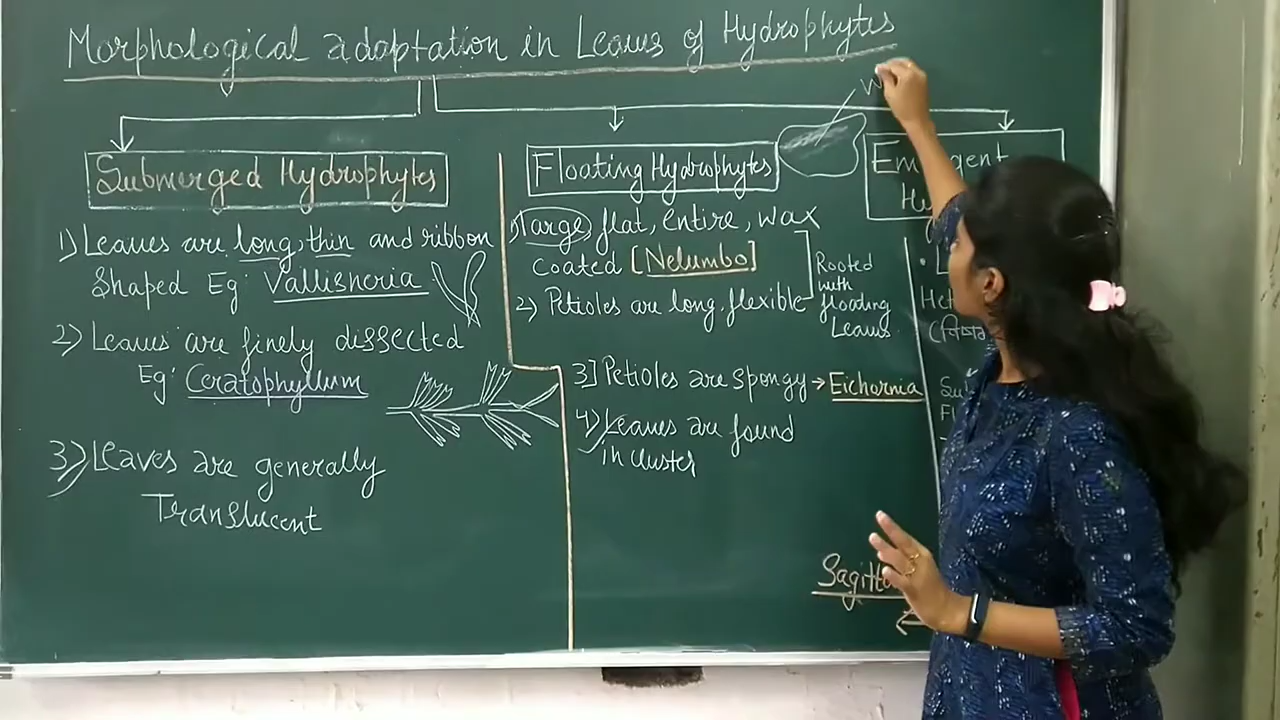 Morphological adaptation in Leaves of Hydrophytes
Submerged Hydrophytes
1) Leaves are long, thin and ribbon
Shaped Eg: Vallisneria
2) Leaves are finely dissected
Eg: Ceratophyllum
3) Leaves are generally
Translucent
Floating Hydrophytes
1) large, flat, entire, wax
coated [Nelumbo]
2) Petioles are long, flexible
Rooted
with
floating
Leaves
3] Petioles are spongy → Eichornia
4) Leaves are found
in cluster
W
Emergent
Het